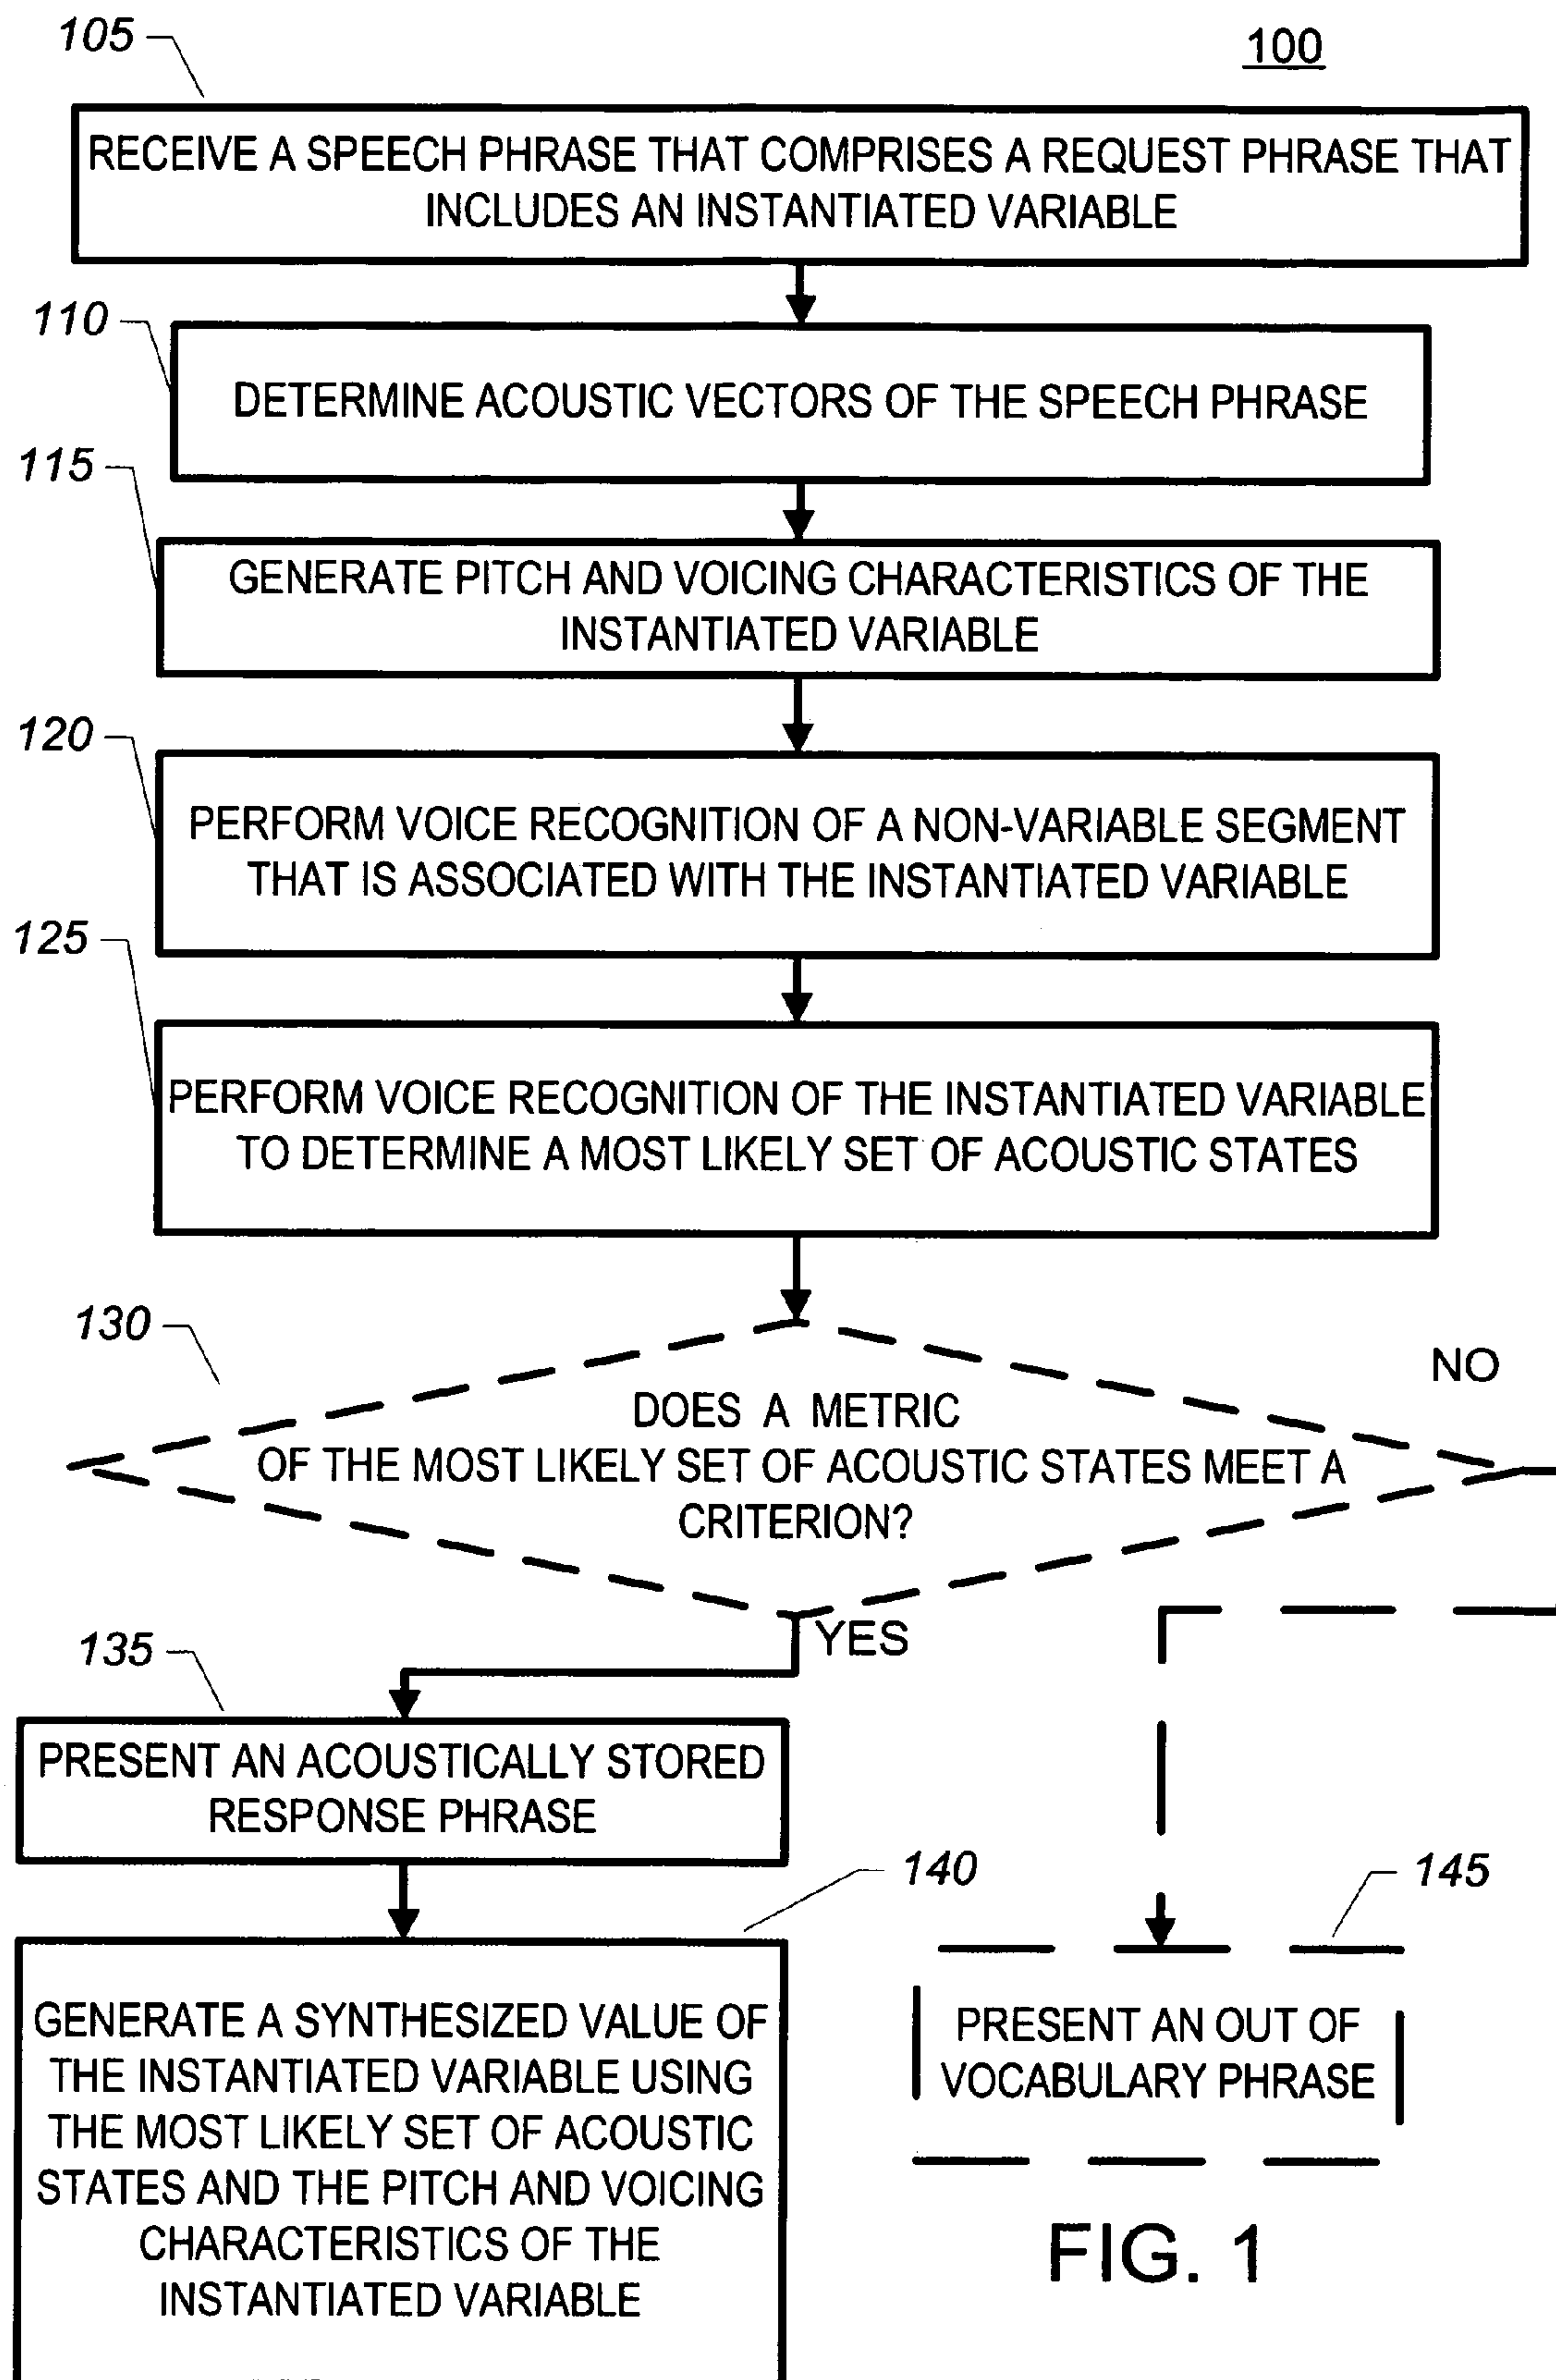 105
100
RECEIVE A SPEECH PHRASE THAT COMPRISES A REQUEST PHRASE THAT
INCLUDES AN INSTANTIATED VARIABLE
110
DETERMINE ACOUSTIC VECTORS OF THE SPEECH PHRASE
115
GENERATE PITCH AND VOICING CHARACTERISTICS OF THE
INSTANTIATED VARIABLE
120
PERFORM VOICE RECOGNITION OF A NON-VARIABLE SEGMENT
THAT IS ASSOCIATED WITH THE INSTANTIATED VARIABLE
125
PERFORM VOICE RECOGNITION OF THE INSTANTIATED VARIABLE
TO DETERMINE A MOST LIKELY SET OF ACOUSTIC STATES
130
NO
DOES A METRIC
OF THE MOST LIKELY SET OF ACOUSTIC STATES MEET A
CRITERION?
YES
135
PRESENT AN ACOUSTICALLY STORED
RESPONSE PHRASE
140
GENERATE A SYNTHESIZED VALUE OF
THE INSTANTIATED VARIABLE USING
THE MOST LIKELY SET OF ACOUSTIC
STATES AND THE PITCH AND VOICING
CHARACTERISTICS OF THE
INSTANTIATED VARIABLE
145
PRESENT AN OUT OF
VOCABULARY PHRASE
FIG. 1